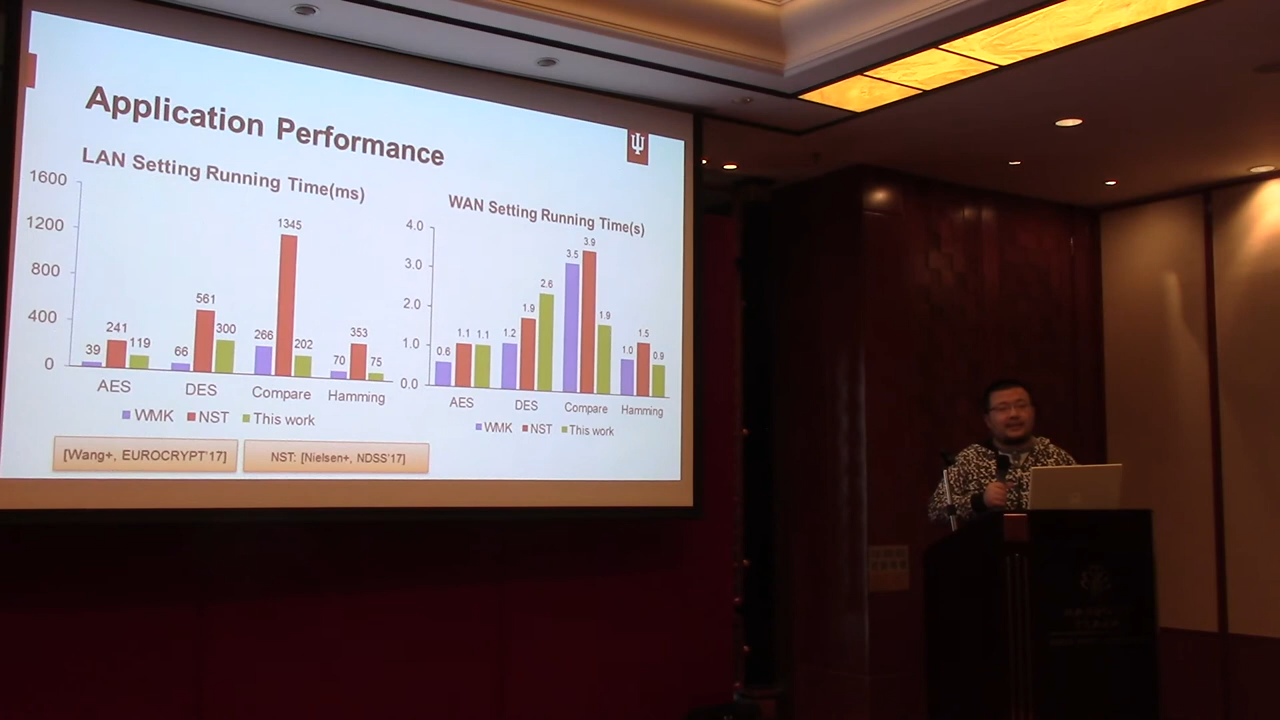 Application Performance
LAN Setting Running Time(ms)
1600
1200
800
400
0
39
241
119
66
561
300
266
1345
202
70
353
75
AES
DES
Compare
Hamming
WMK
NST
This work
WAN Setting Running Time(s)
4.0
3.0
2.0
1.0
0.0
0.6
1.1
1.1
1.2
1.9
2.6
3.5
3.9
1.9
1.0
1.5
0.9
AES
DES
Compare
Hamming
WMK
NST
This work
[Wang+, EUROCRYPT'17]
NST: [Nielsen+, NDSS'17]